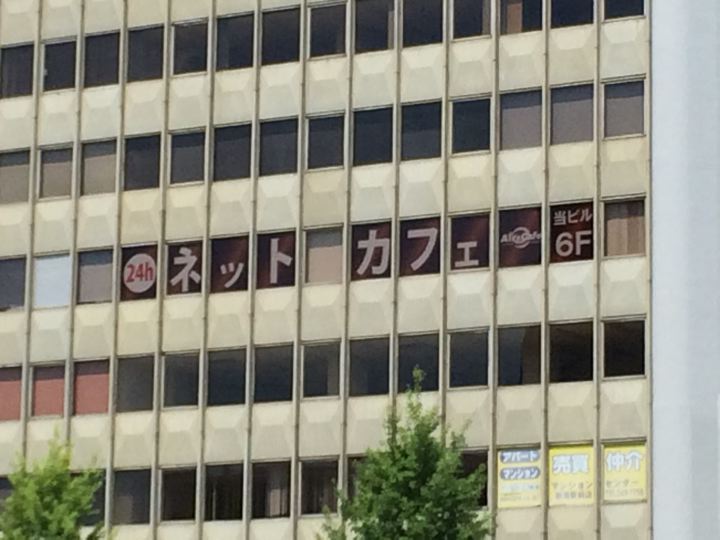 24h ネット カフェ
当ビル
6F
アパート
マンション
売買 仲介
マンション センター